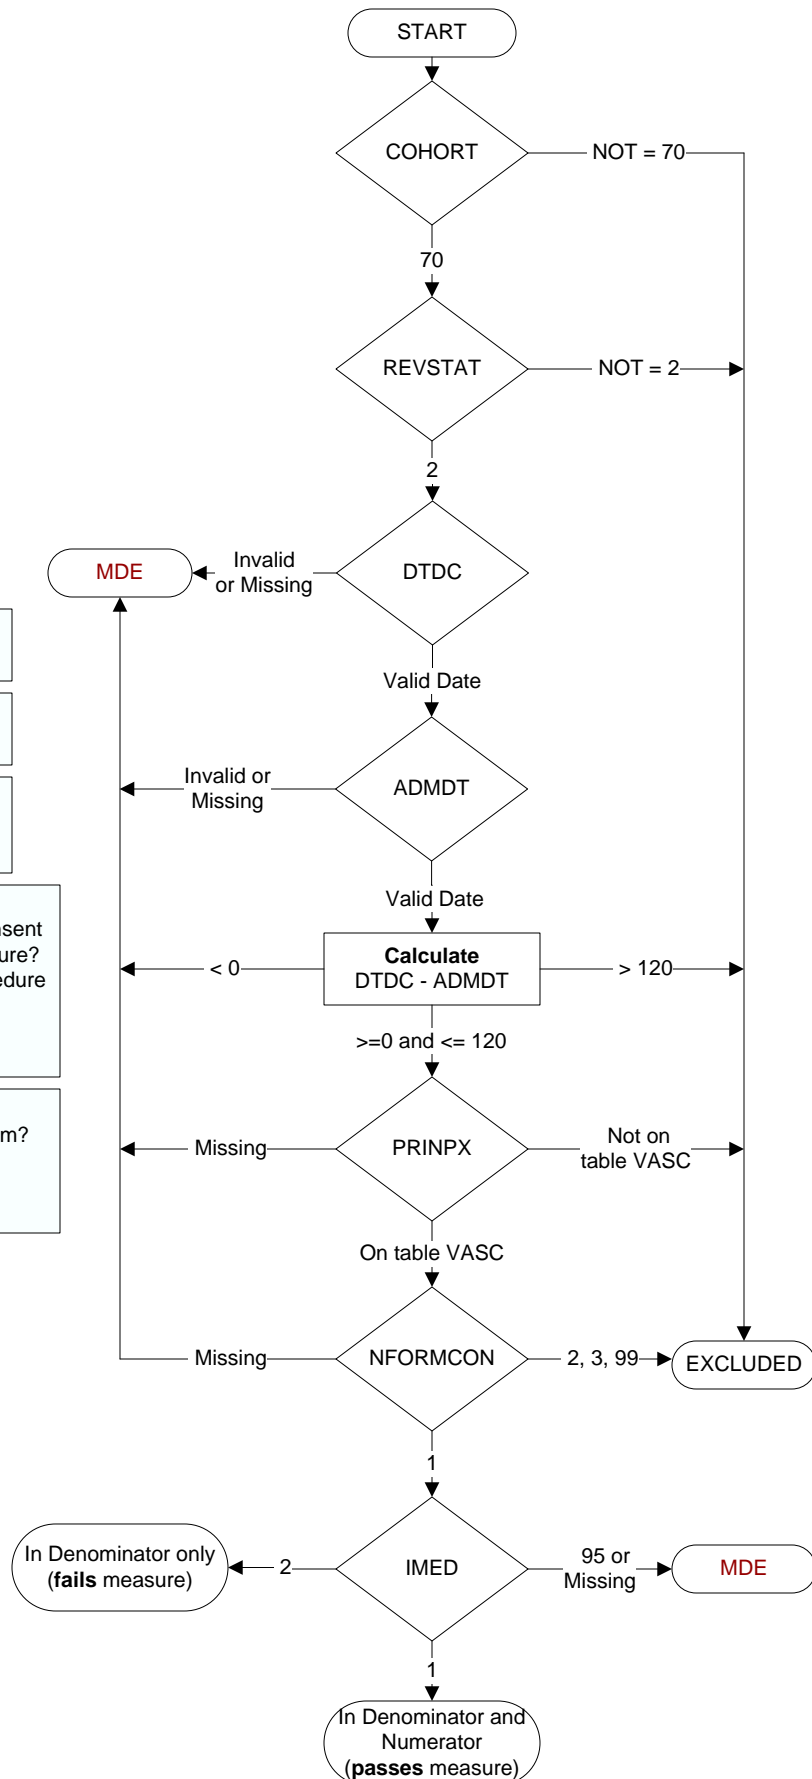 START
COHORT
NOT = 70
70
REVSTAT
NOT = 2
2
DTDC
Invalid
or Missing
MDE
Valid Date
ADMDT
Invalid or
Missing
Valid Date
Calculate
DTDC - ADMDT
< 0
> 120
>=0 and <= 120
PRINPX
Missing
Not on
table VASC
On table VASC
NFORMCON
Missing
2, 3, 99
EXCLUDED
1
IMED
2
In Denominator only
(fails measure)
95 or
Missing
MDE
1
In Denominator and
Numerator
(passes measure)